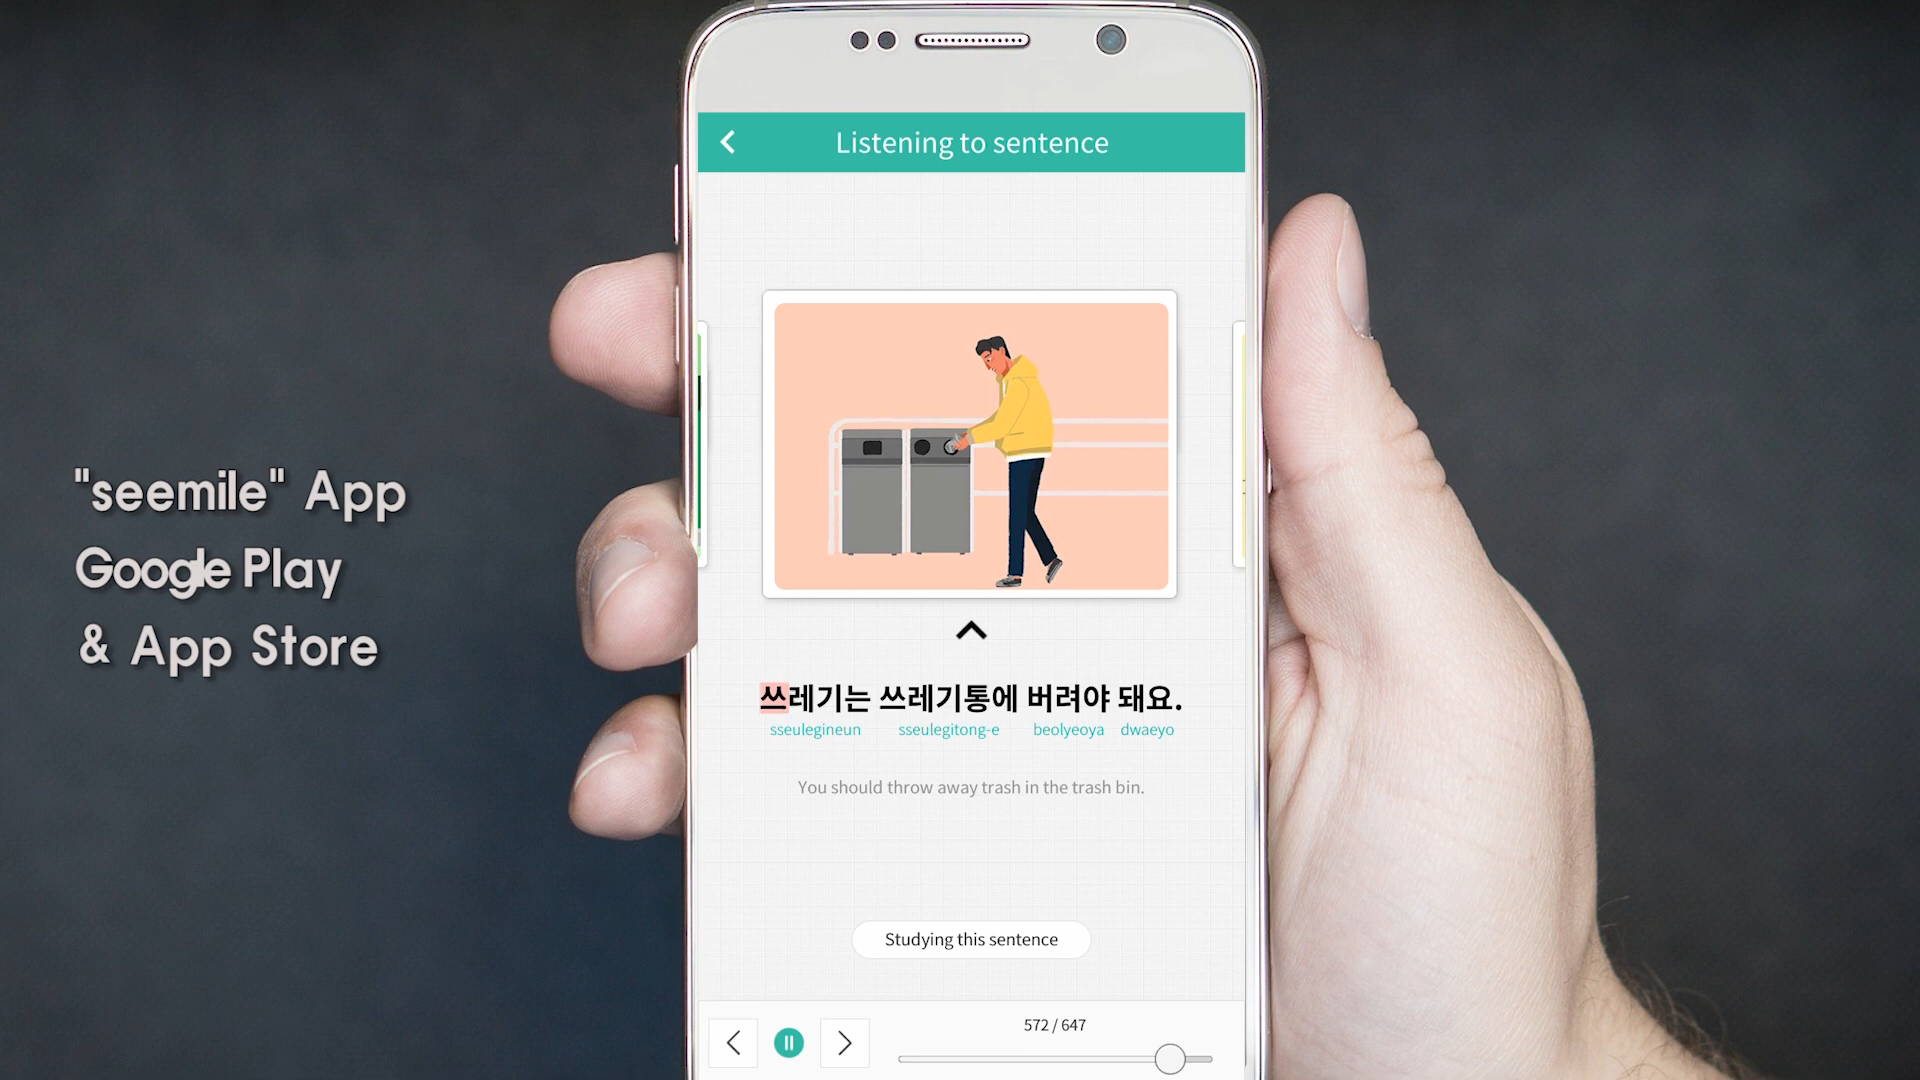 "seemile" App
Google Play
& App Store
Listening to sentence
쓰레기는 쓰레기통에 버려야 돼요.
sseulegineun sseulegitong-e beolyeoya dwaeyo
You should throw away trash in the trash bin.
Studying this sentence
572 / 647